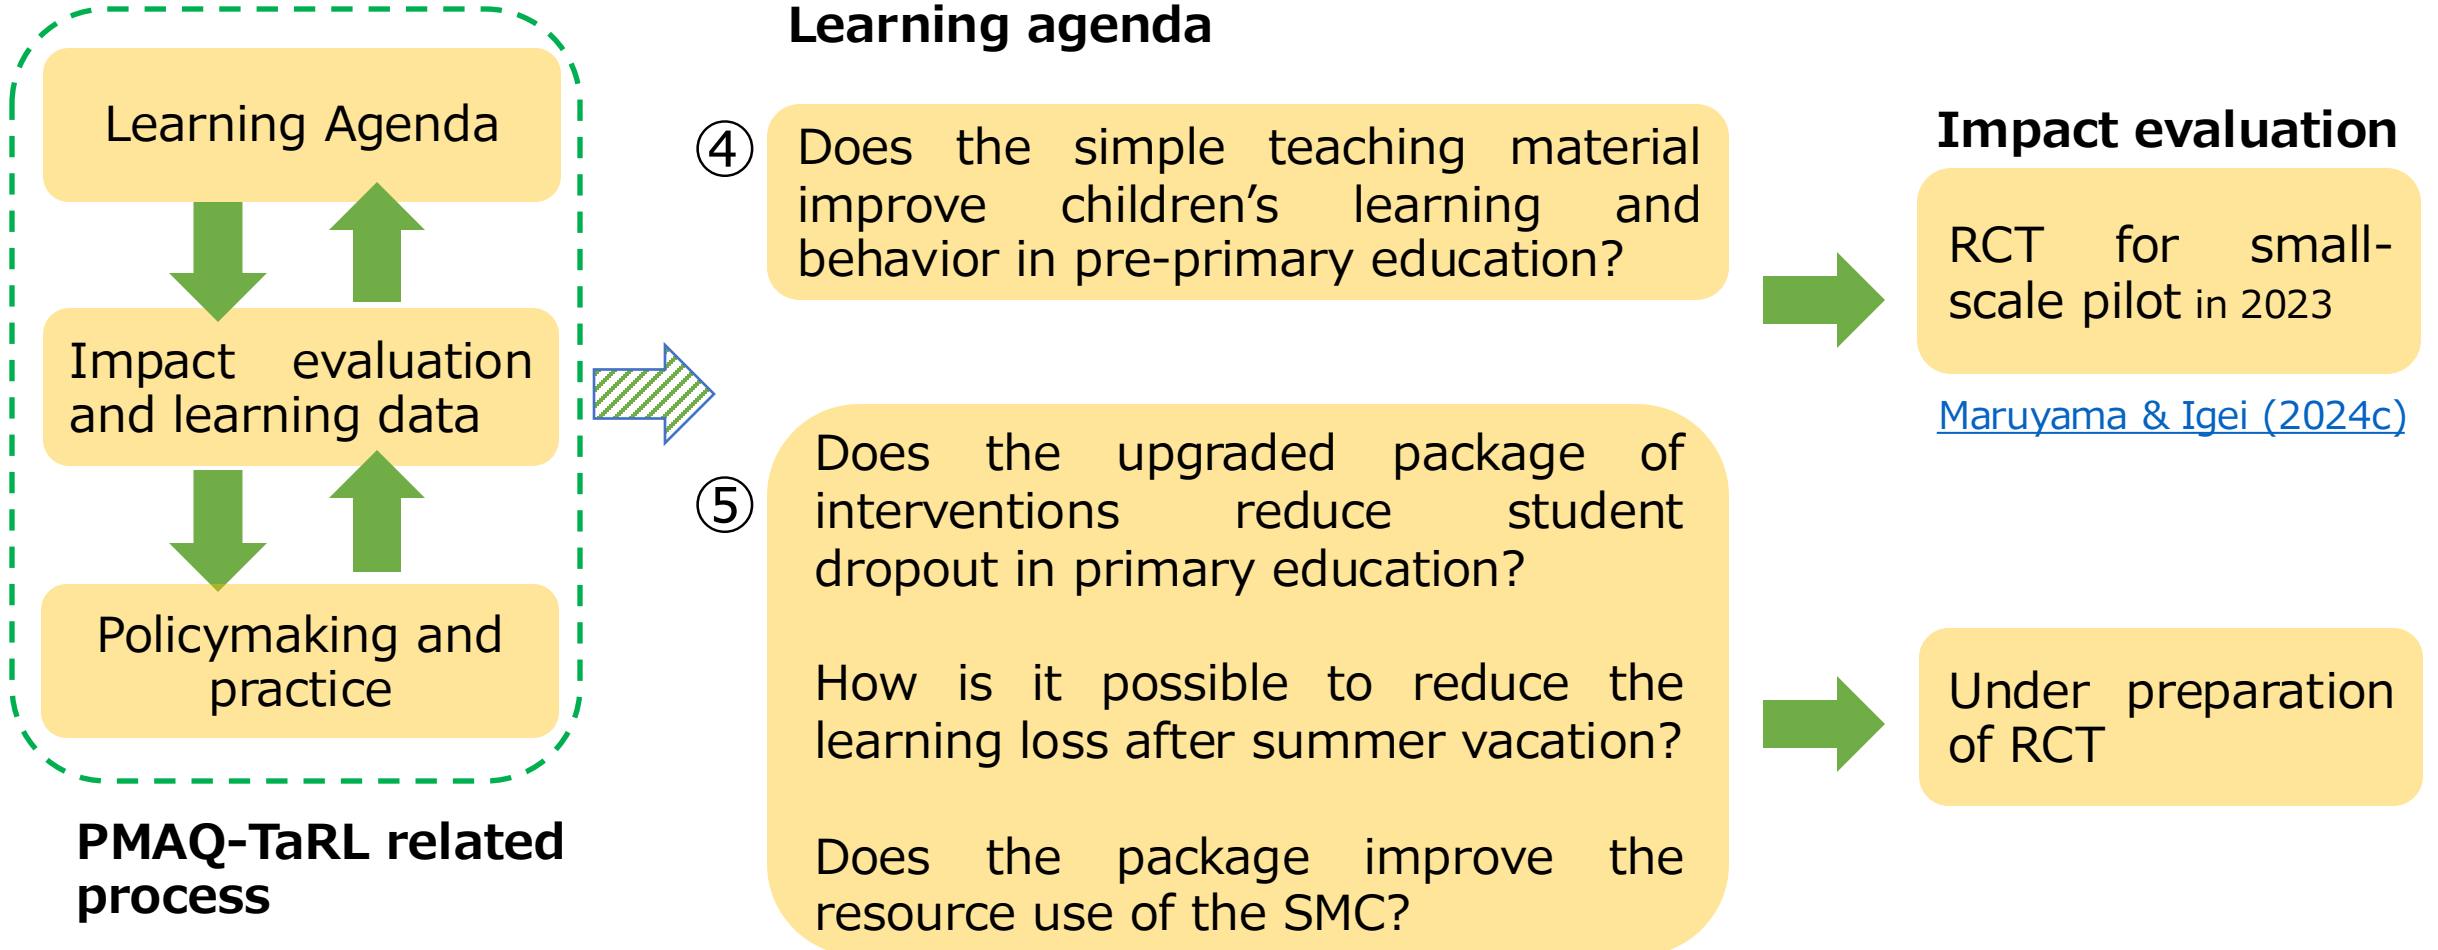 Learning Agenda
Impact evaluation
and learning data
Policymaking and
practice
PMAQ-TaRL related
process
Learning agenda
④
Does the simple teaching material
improve children’s learning and
behavior in pre-primary education?
⑤
Does the upgraded package of
interventions reduce student
dropout in primary education?
How is it possible to reduce the
learning loss after summer vacation?
Does the package improve the
resource use of the SMC?
Impact evaluation
RCT for small-
scale pilot in 2023
Maruyama & Igei (2024c)
Under preparation
of RCT